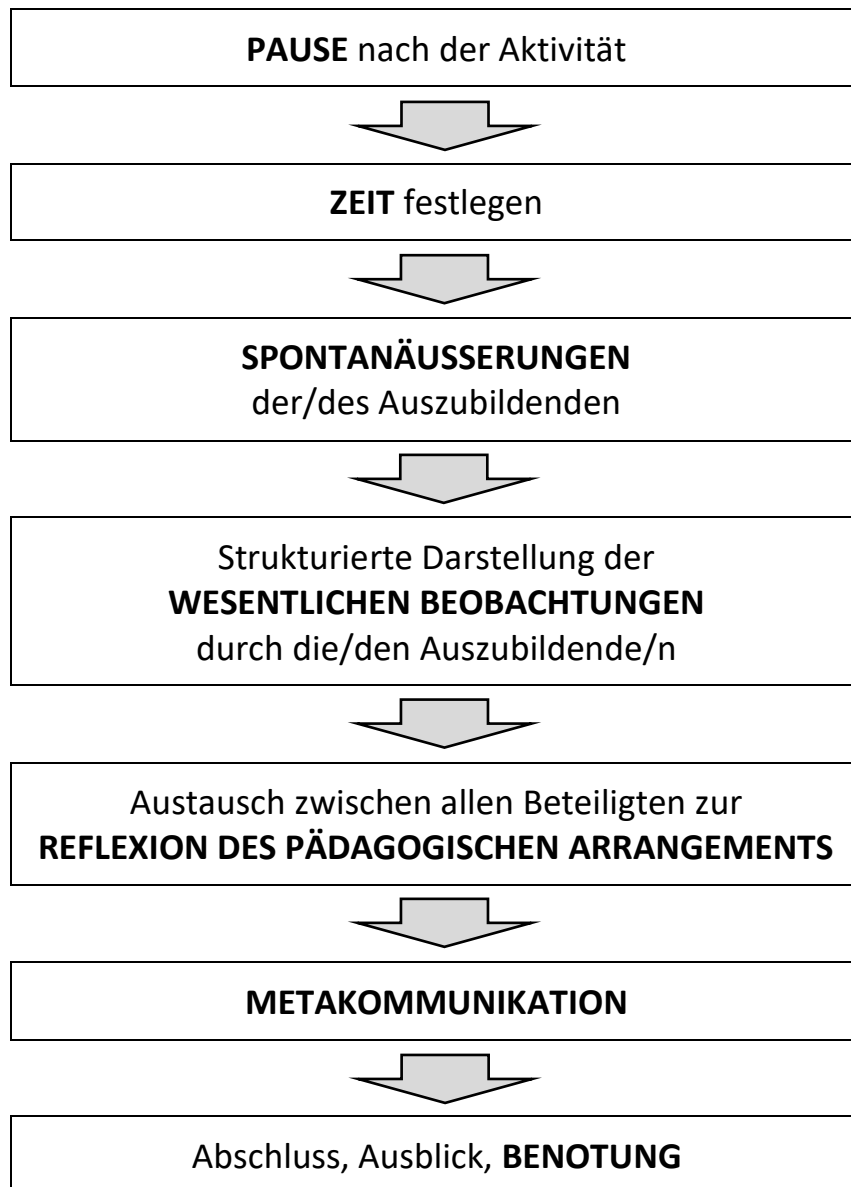 PAUSE nach der Aktivität
ZEIT festlegen
SPONTANÄUSSERUNGEN
der/des Auszubildenden
Strukturierte Darstellung der
WESENTLICHEN BEOBACHTUNGEN
durch die/den Auszubildende/n
Austausch zwischen allen Beteiligten zur
REFLEXION DES PÄDAGOGISCHEN ARRANGEMENTS
METAKOMMUNIKATION
Abschluss, Ausblick, BENOTUNG